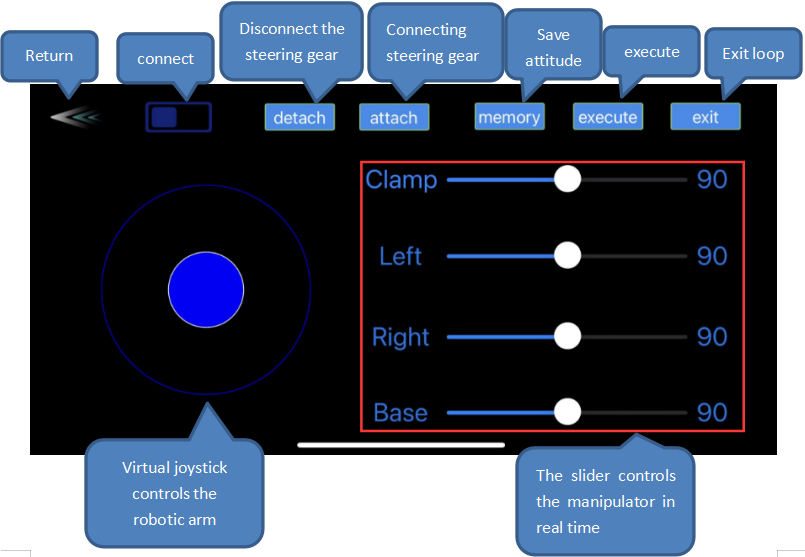 Return
connect
Disconnect the
steering gear
Connecting
steering gear
Save
attitude
execute
Exit loop
detach
attach
memory
execute
exit
Clamp 90
Left 90
Right 90
Base 90
Virtual joystick
controls the
robotic arm
The slider controls
the manipulator in
real time